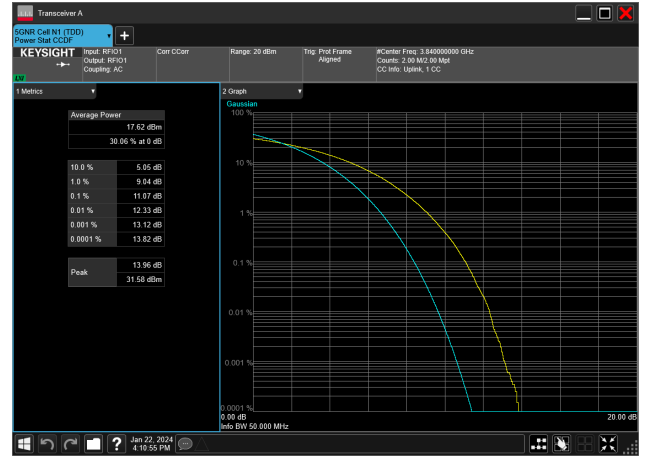 Transceiver A
5GNR Cell N1 (TDD)
Power Stat CCDF
KEYSIGHT
Input: RFIO1
Output: RFIO1
Coupling: AC
Corr CCorr
Range: 20 dBm
Trig: Prot Frame
Aligned
#Center Freq: 3.840000000 GHz
Counts: 2.00 M/2.00 Mpt
CC Info: Uplink, 1 CC
1 Metrics
Average Power
17.62 dBm
30.06 % at 0 dB
10.0 % 5.05 dB
1.0 % 9.04 dB
0.1 % 11.07 dB
0.01 % 12.33 dB
0.001 % 13.12 dB
0.0001 % 13.82 dB
Peak
13.96 dB
31.58 dBm
2 Graph
Gaussian
100 %
10 %
1 %
0.1 %
0.01 %
0.001 %
0.0001 %
0.00 dB
20.00 dB
Info BW 50.000 MHz
Jan 22, 2024
4:10:55 PM